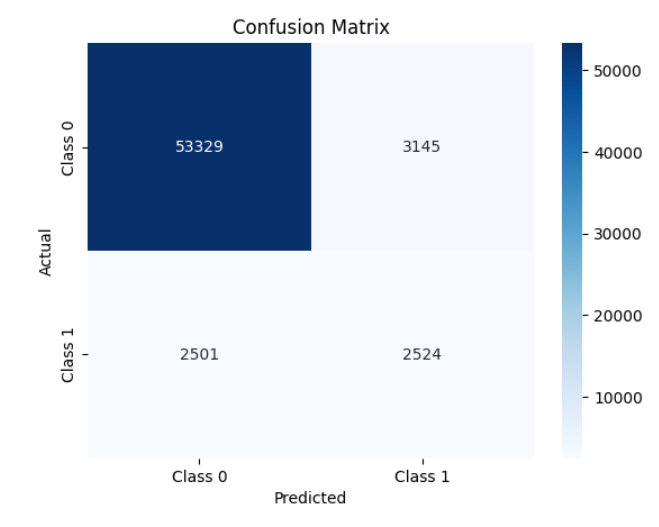 Confusion Matrix
Class 0
53329
3145
Actual
Class 1
2501
2524
Class 0
Class 1
Predicted
50000
40000
30000
20000
10000